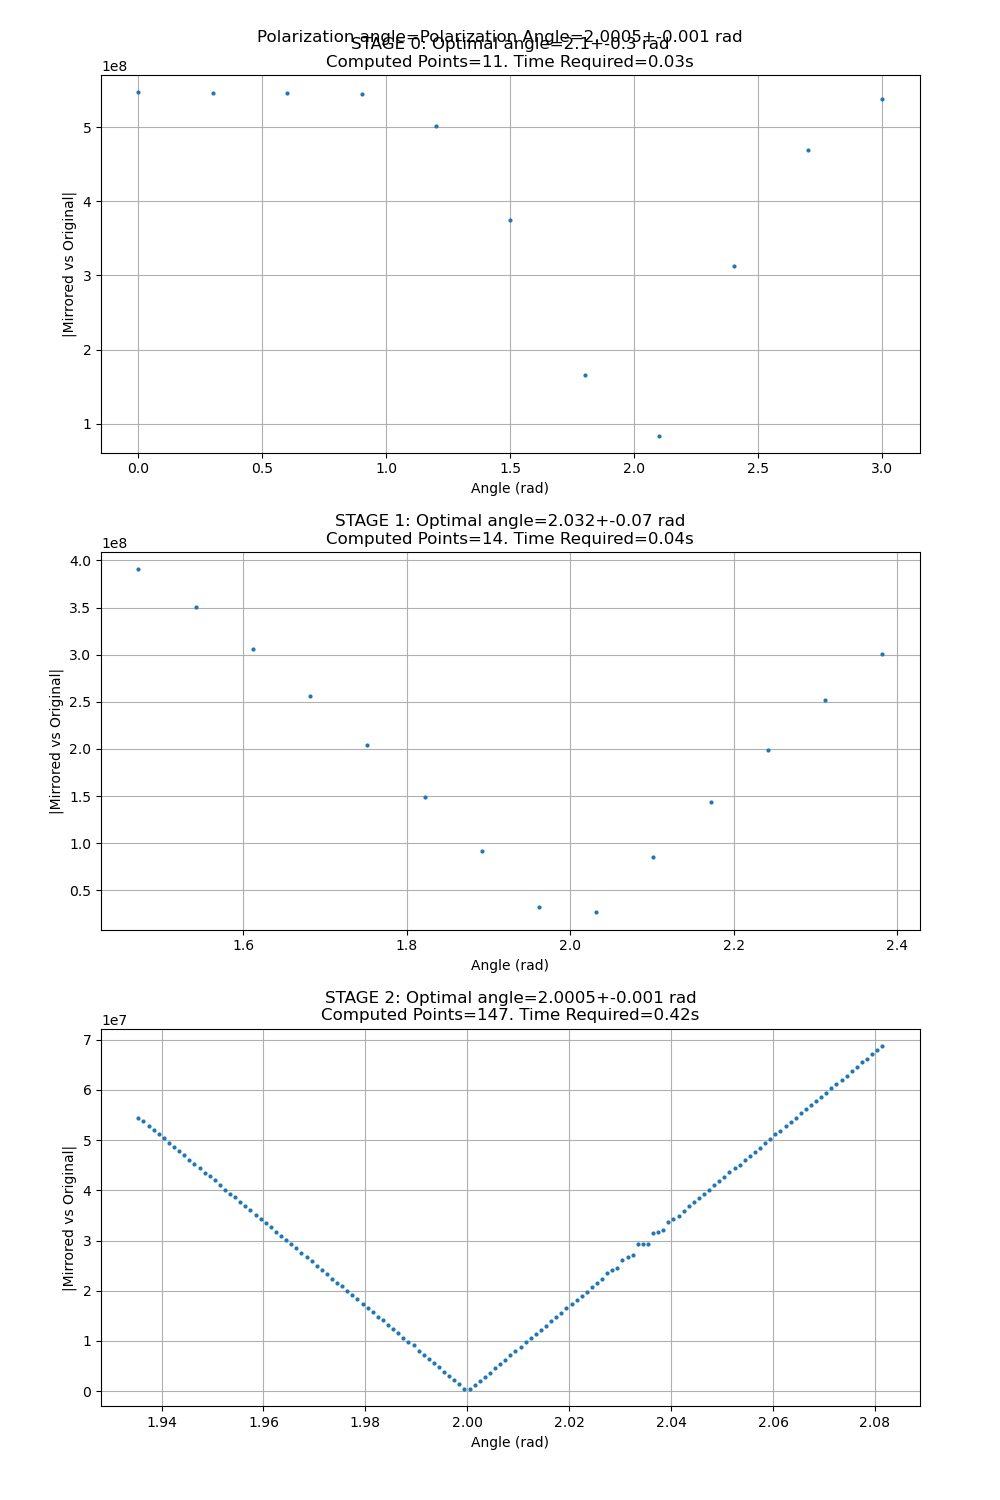 Polarization angle=Polarization Angle=2.0005+-0.001 rad
STAGE 0: Optimal angle=2.1+-0.3 rad
Computed Points=11. Time Required=0.03s
1e8
5
4
3
2
1
|Mirrored vs Original|
0.0 0.5 1.0 1.5 2.0 2.5 3.0
Angle (rad)
STAGE 1: Optimal angle=2.032+-0.07 rad
Computed Points=14. Time Required=0.04s
1e8
4.0
3.5
3.0
2.5
2.0
1.5
1.0
0.5
|Mirrored vs Original|
1.6 1.8 2.0 2.2 2.4
Angle (rad)
STAGE 2: Optimal angle=2.0005+-0.001 rad
Computed Points=147. Time Required=0.42s
1e7
7
6
5
4
3
2
1
0
|Mirrored vs Original|
1.94 1.96 1.98 2.00 2.02 2.04 2.06 2.08
Angle (rad)